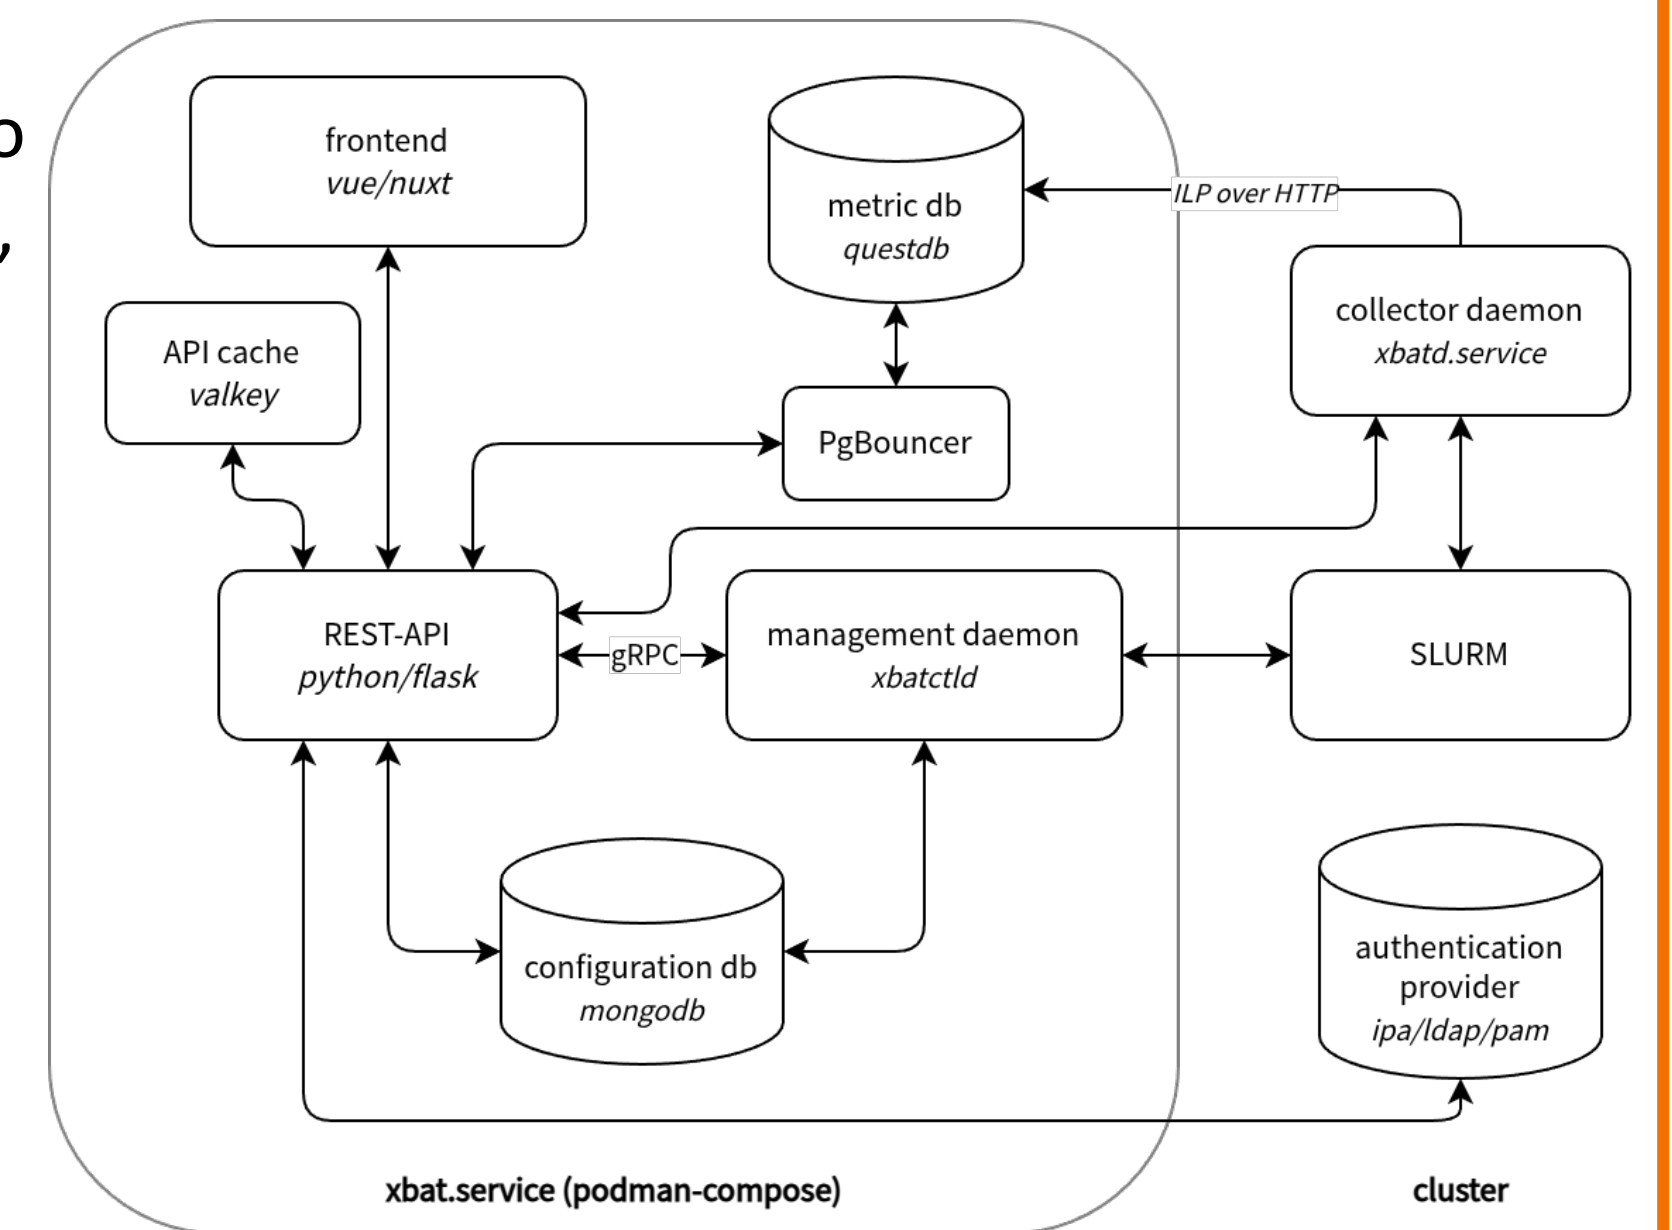 frontend
vue/nuxt
metric db
questdb
ILP over HTTP
collector daemon
xbatd.service
API cache
valkey
PgBouncer
REST-API
python/flask
gRPC
management daemon
xbatctld
SLURM
configuration db
mongodb
authentication
provider
ipa/ldap/pam
xbat.service (podman-compose)
cluster